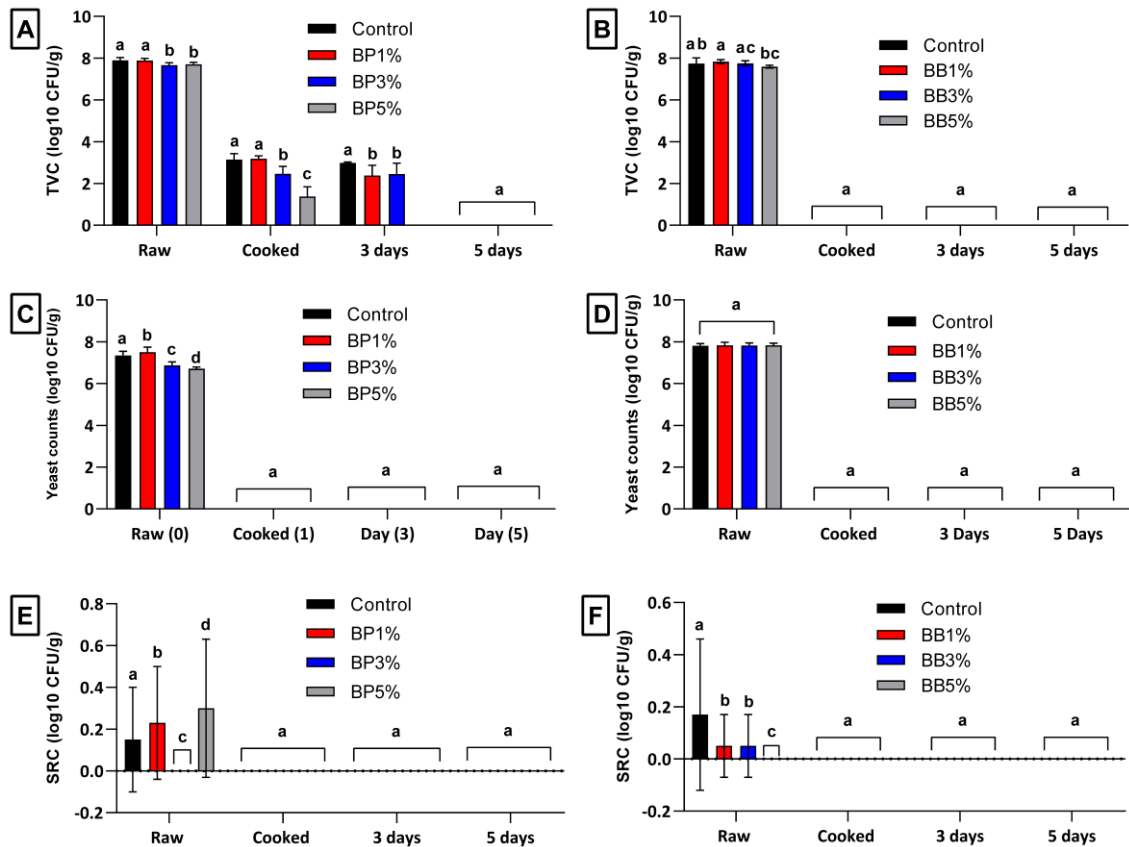 A
TVC (log10 CFU/g)
10
8
6
4
2
0
a a b b
a a b c
a b b
a
Control
BP1%
BP3%
BP5%
Raw Cooked 3 days 5 days
B
TVC (log10 CFU/g)
10
8
6
4
2
0
ab a ac bc
a a a
Control
BB1%
BB3%
BB5%
Raw Cooked 3 days 5 days
C
Yeast counts (log10 CFU/g)
10
8
6
4
2
0
a b c d
a a a
Control
BP1%
BP3%
BP5%
Raw (0) Cooked (1) Day (3) Day (5)
D
Yeast counts (log10 CFU/g)
10
8
6
4
2
0
a
a a a
Control
BB1%
BB3%
BB5%
Raw Cooked 3 Days 5 Days
E
SRC (log10 CFU/g)
0.8
0.6
0.4
0.2
0.0
-0.2
a b c d
a a a
Control
BP1%
BP3%
BP5%
Raw Cooked 3 days 5 days
F
SRC (log10 CFU/g)
0.6
0.4
0.2
0.0
-0.2
a b b c
a a a
Control
BB1%
BB3%
BB5%
Raw Cooked 3 days 5 days